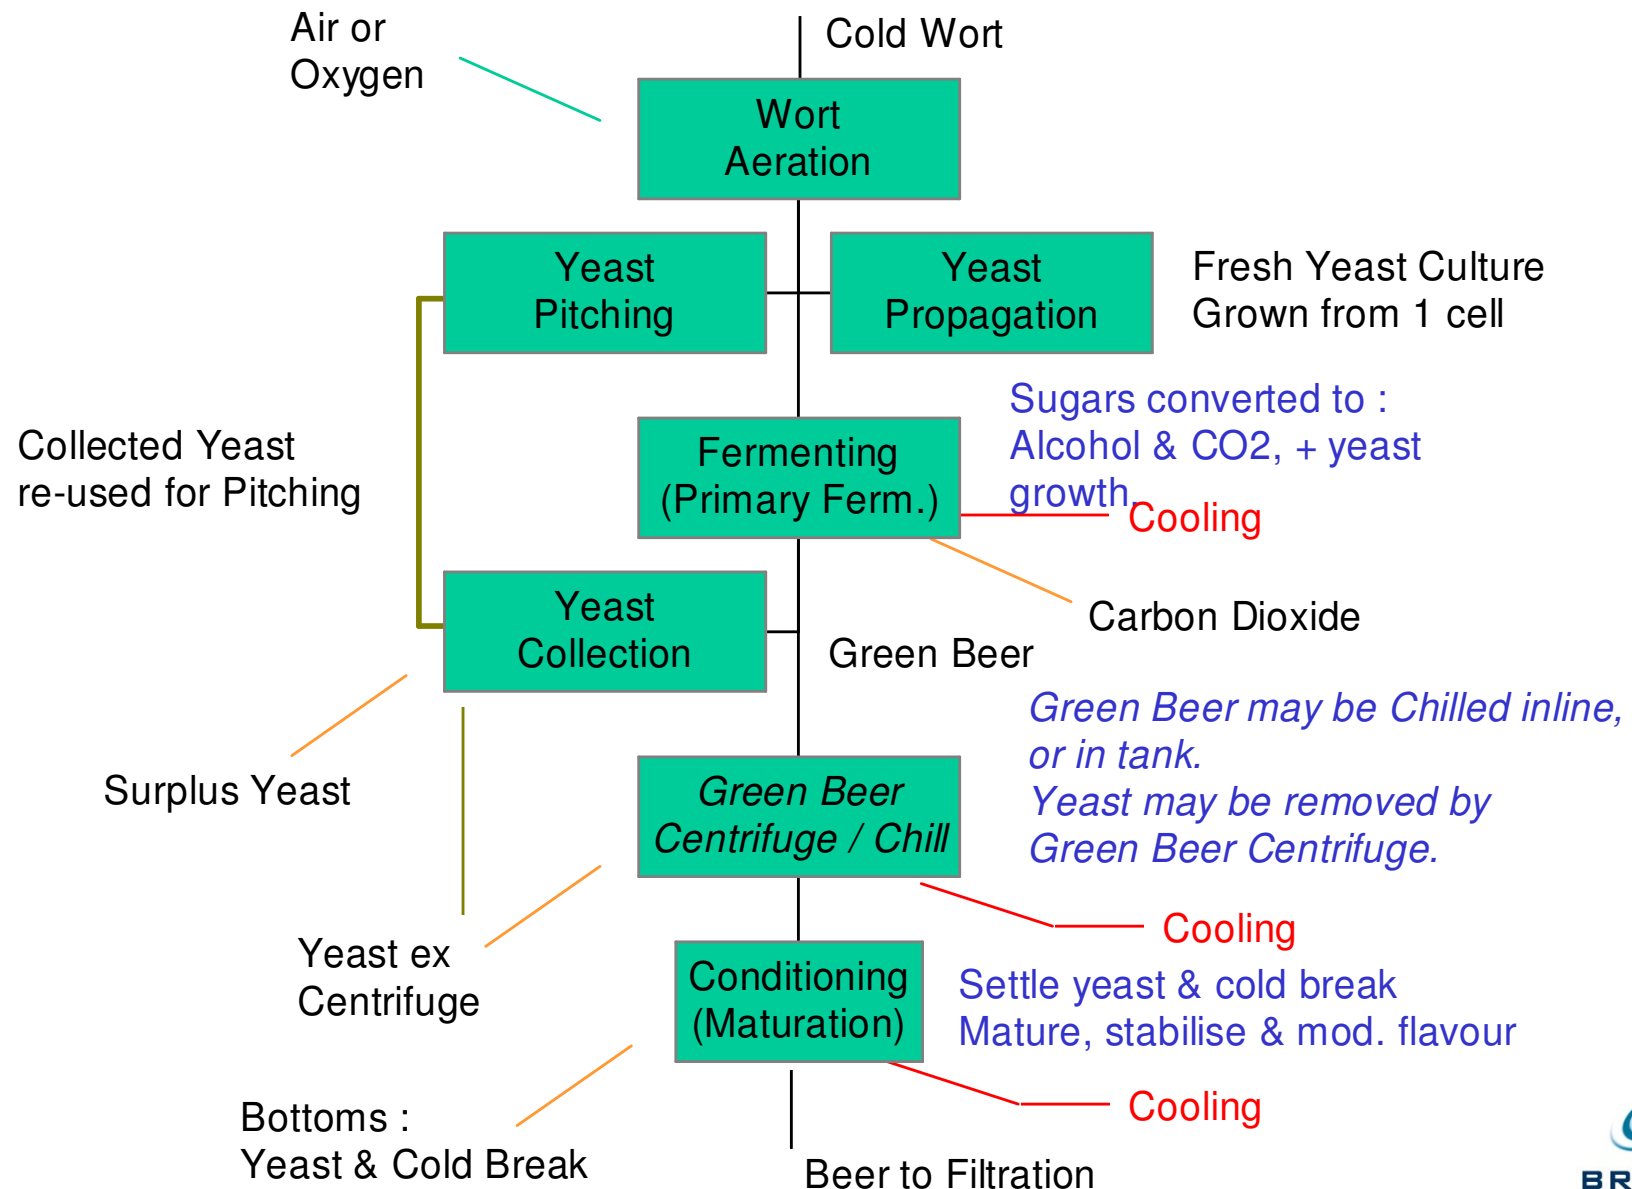 Air or
Oxygen
Cold Wort
Wort
Aeration
Yeast
Pitching
Yeast
Propagation
Fresh Yeast Culture
Grown from 1 cell
Collected Yeast
re-used for Pitching
Fermenting
(Primary Ferm.)
Sugars converted to :
Alcohol & CO2, + yeast
growth.
Cooling
Carbon Dioxide
Yeast
Collection
Green Beer
Surplus Yeast
Green Beer
Centrifuge / Chill
Green Beer may be Chilled inline,
or in tank.
Yeast may be removed by
Green Beer Centrifuge.
Cooling
Yeast ex
Centrifuge
Conditioning
(Maturation)
Settle yeast & cold break
Mature, stabilise & mod. flavour
Cooling
Bottoms :
Yeast & Cold Break
Beer to Filtration